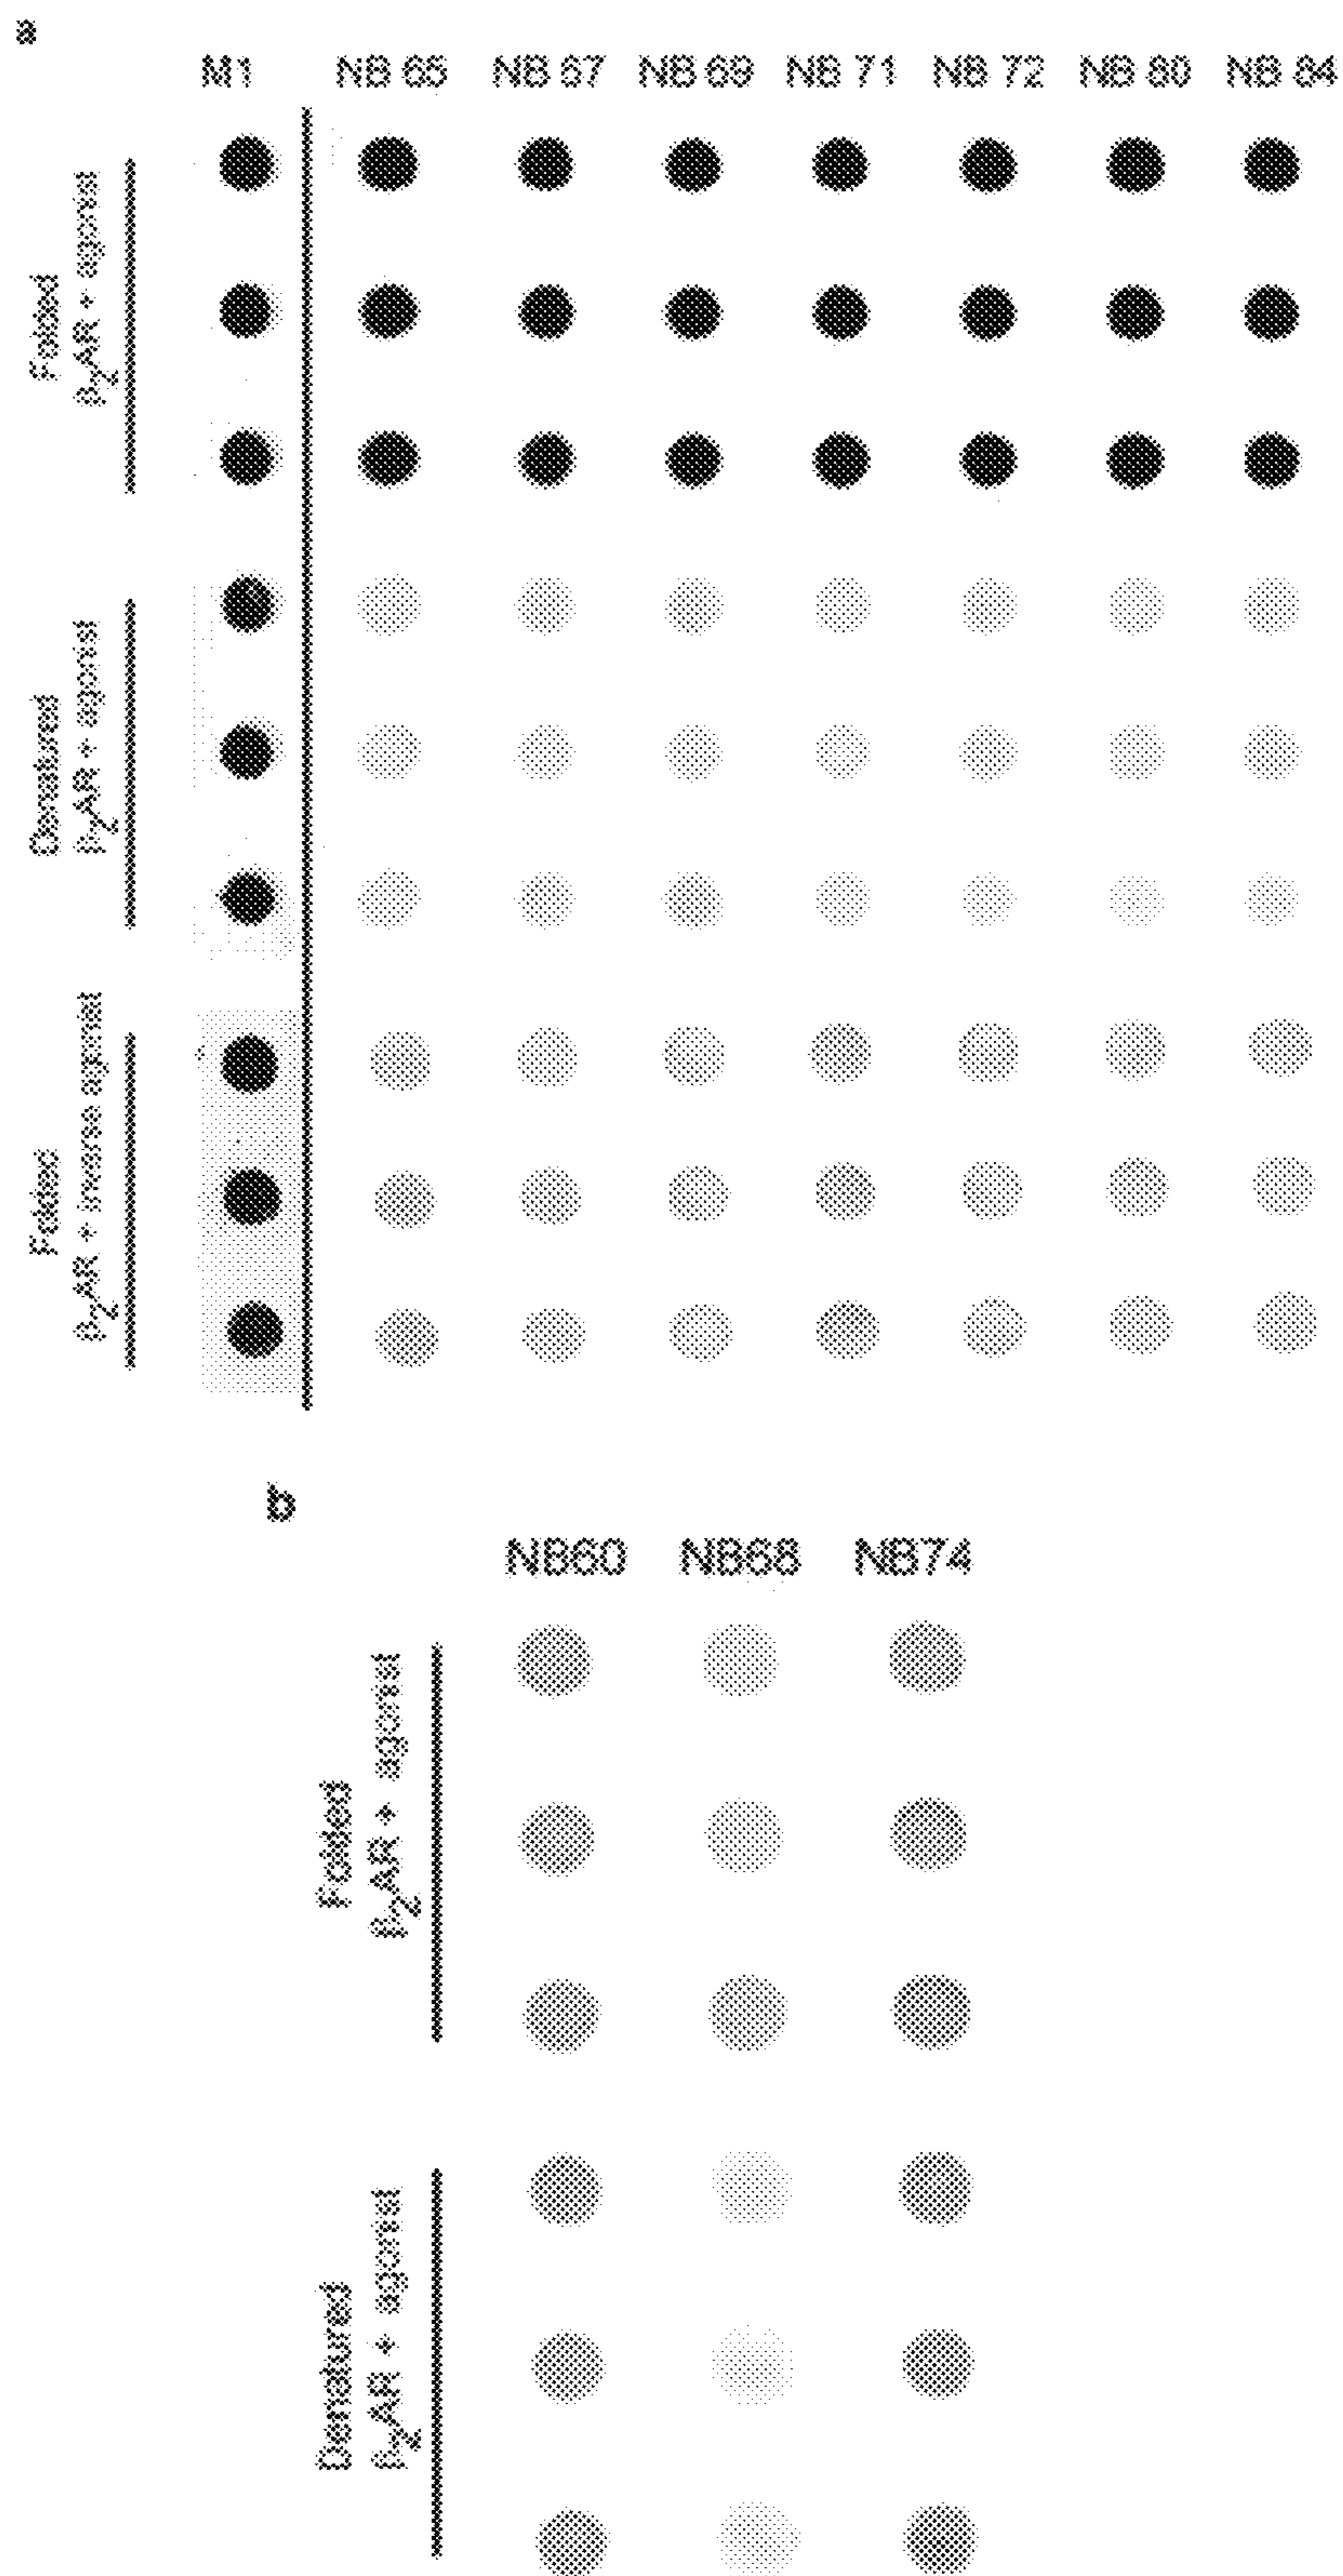 a
M1 NB 65 NB 67 NB 69 NB 71 NB 72 NB 80 NB 84
Folded
β2AR + agonist
Denatured
β2AR + agonist
Folded
β2AR + inverse agonist
b
NB60 NB68 NB74
Folded
β2AR + agonist
Denatured
β2AR + agonist